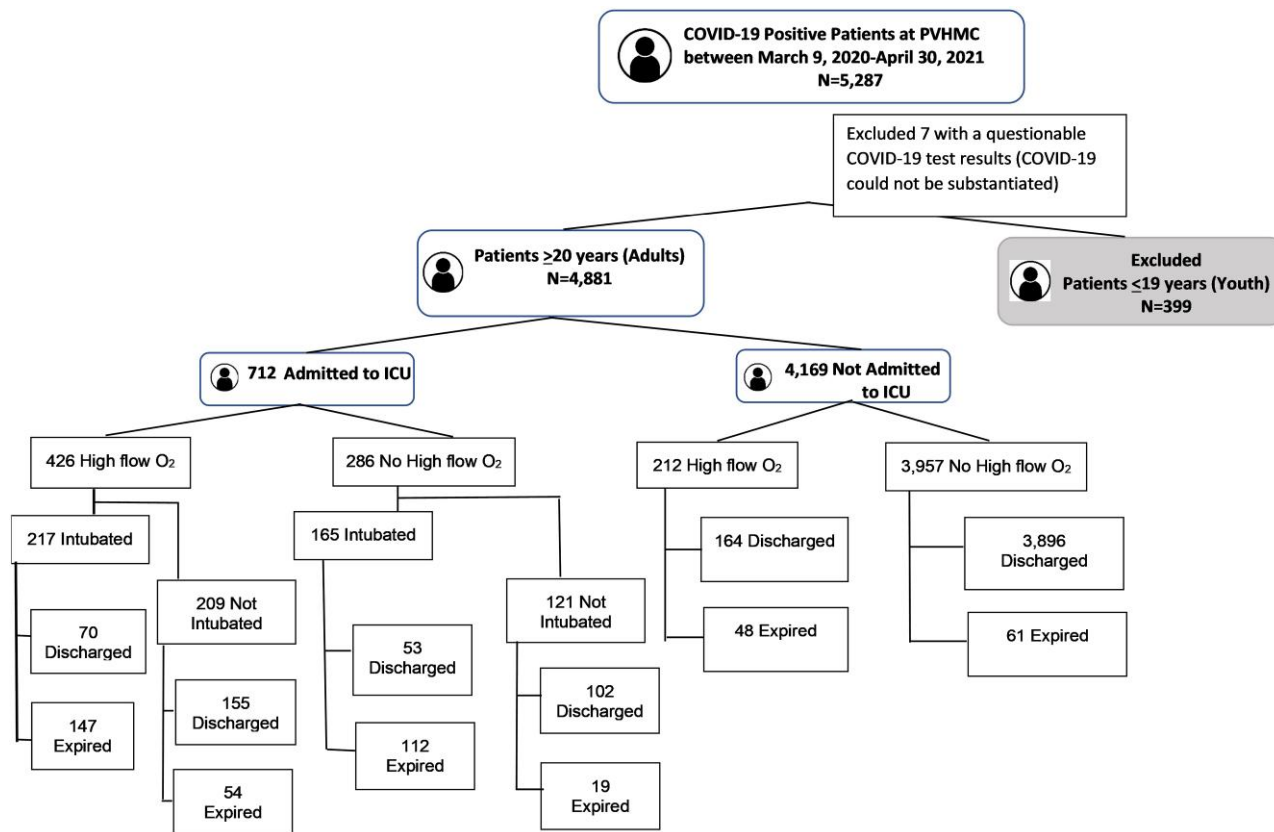 COVID-19 Positive Patients at PVHMC
between March 9, 2020-April 30, 2021
N=5,287
Excluded 7 with a questionable
COVID-19 test results (COVID-19
could not be substantiated)
Patients ≥20 years (Adults)
N=4,881
Excluded
Patients ≤19 years (Youth)
N=399
712 Admitted to ICU
4,169 Not Admitted
to ICU
426 High flow O₂
286 No High flow O₂
212 High flow O₂
3,957 No High flow O₂
217 Intubated
209 Not
Intubated
70
Discharged
147
Expired
155
Discharged
54
Expired
165 Intubated
121 Not
Intubated
53
Discharged
112
Expired
102
Discharged
19
Expired
164 Discharged
48 Expired
3,896
Discharged
61 Expired